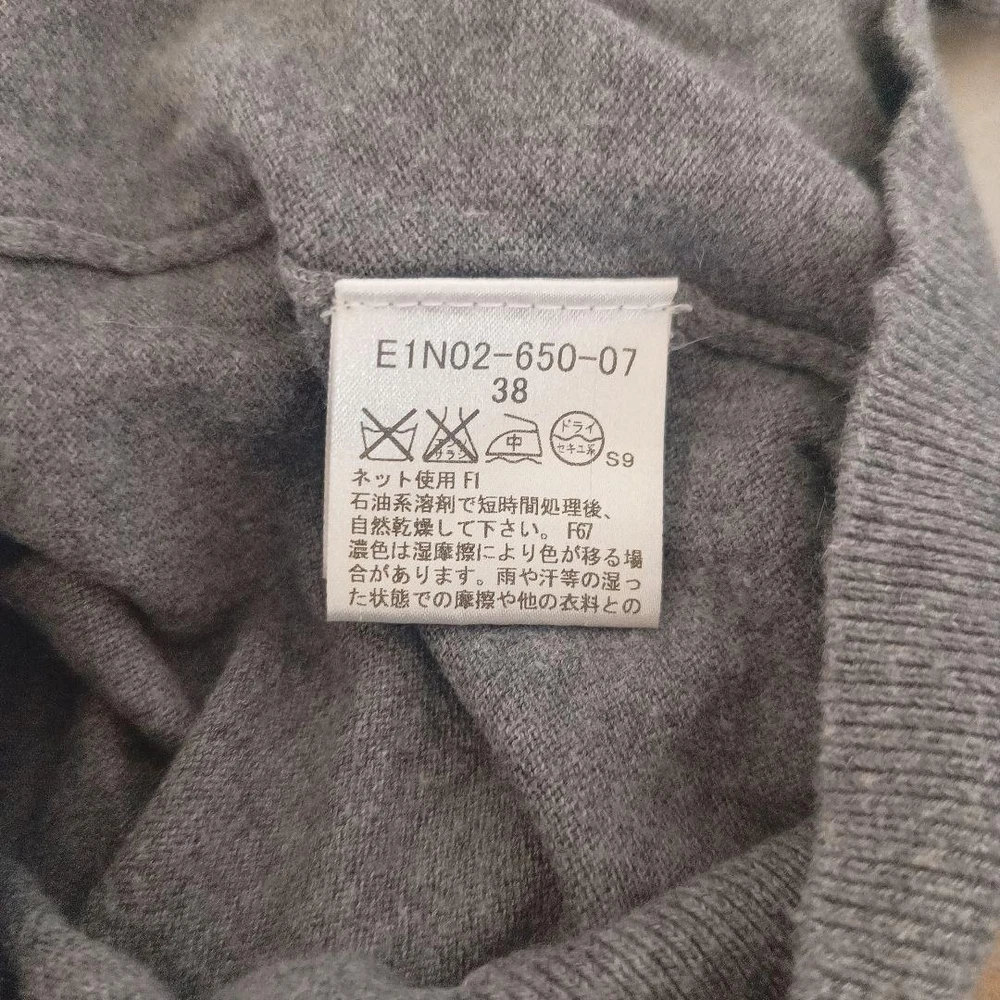 E1N02-650-07
38
中
ドライ
セキユ系
S9
ネット使用 F1
石油系溶剤で短時間処理後、
自然乾燥して下さい。 F67
濃色は湿摩擦により色が移る場
合があります。雨や汗等の湿っ
た状態での摩擦や他の衣料との